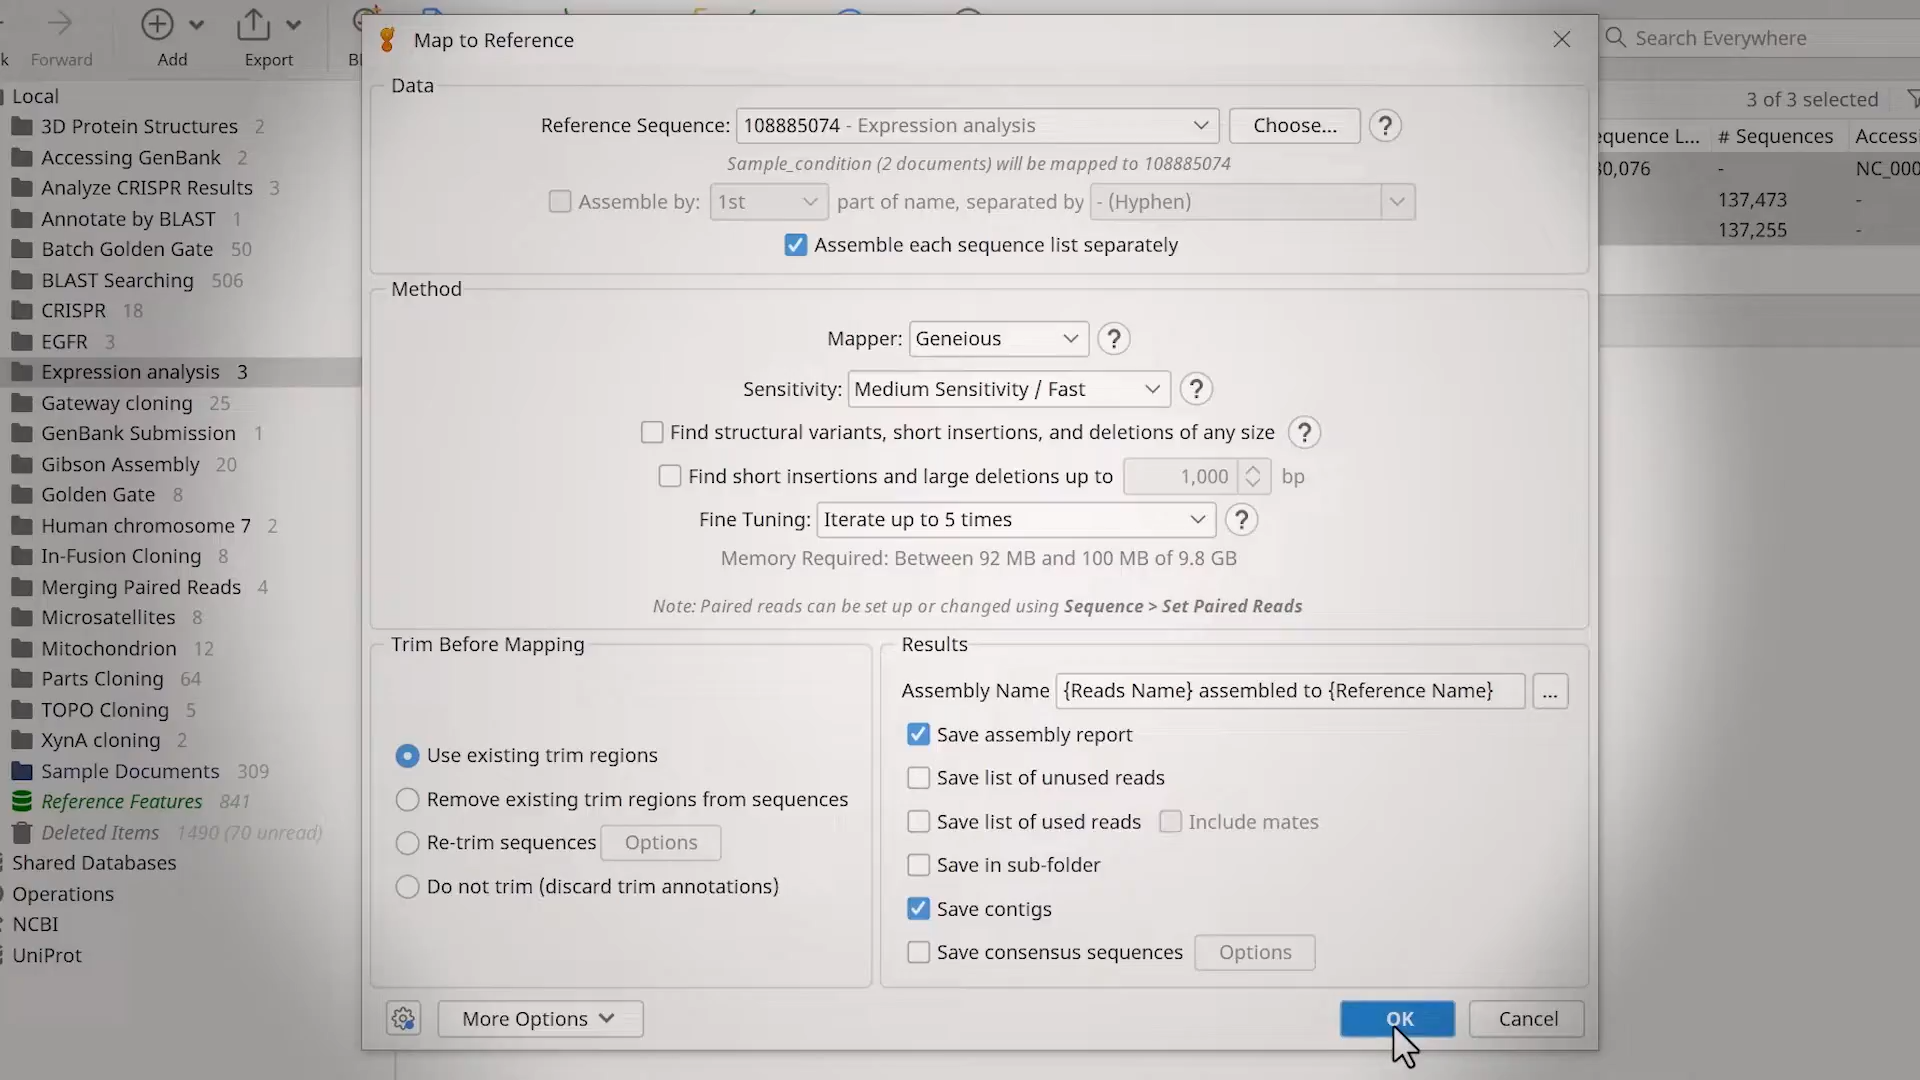 Forward
Add
Export
Map to Reference
Search Everywhere
Local
3D Protein Structures 2
Accessing GenBank 2
Analyze CRISPR Results 3
Annotate by BLAST 1
Batch Golden Gate 50
BLAST Searching 506
CRISPR 18
EGFR 3
Expression analysis 3
Gateway cloning 25
GenBank Submission 1
Gibson Assembly 20
Golden Gate 8
Human chromosome 7 2
In-Fusion Cloning 8
Merging Paired Reads 4
Microsatellites 8
Mitochondrion 12
Parts Cloning 64
TOPO Cloning 5
XynA cloning 2
Sample Documents 309
Reference Features 841
Deleted Items 1490 (70 unread)
Shared Databases
Operations
NCBI
UniProt
Data
Reference Sequence: 108885074 - Expression analysis Choose... ?
Sample_condition (2 documents) will be mapped to 108885074
Assemble by: 1st part of name, separated by - (Hyphen)
Assemble each sequence list separately
Method
Mapper: Geneious ?
Sensitivity: Medium Sensitivity / Fast ?
Find structural variants, short insertions, and deletions of any size ?
Find short insertions and large deletions up to 1,000 bp
Fine Tuning: Iterate up to 5 times ?
Memory Required: Between 92 MB and 100 MB of 9.8 GB
Note: Paired reads can be set up or changed using Sequence > Set Paired Reads
Trim Before Mapping
Use existing trim regions
Remove existing trim regions from sequences
Re-trim sequences Options
Do not trim (discard trim annotations)
Results
Assembly Name {Reads Name} assembled to {Reference Name} ...
Save assembly report
Save list of unused reads
Save list of used reads Include mates
Save in sub-folder
Save contigs
Save consensus sequences Options
More Options
OK
Cancel
3 of 3 selected
equence L... # Sequences Accessi
0,076 - NC_000
137,473 -
137,255 -